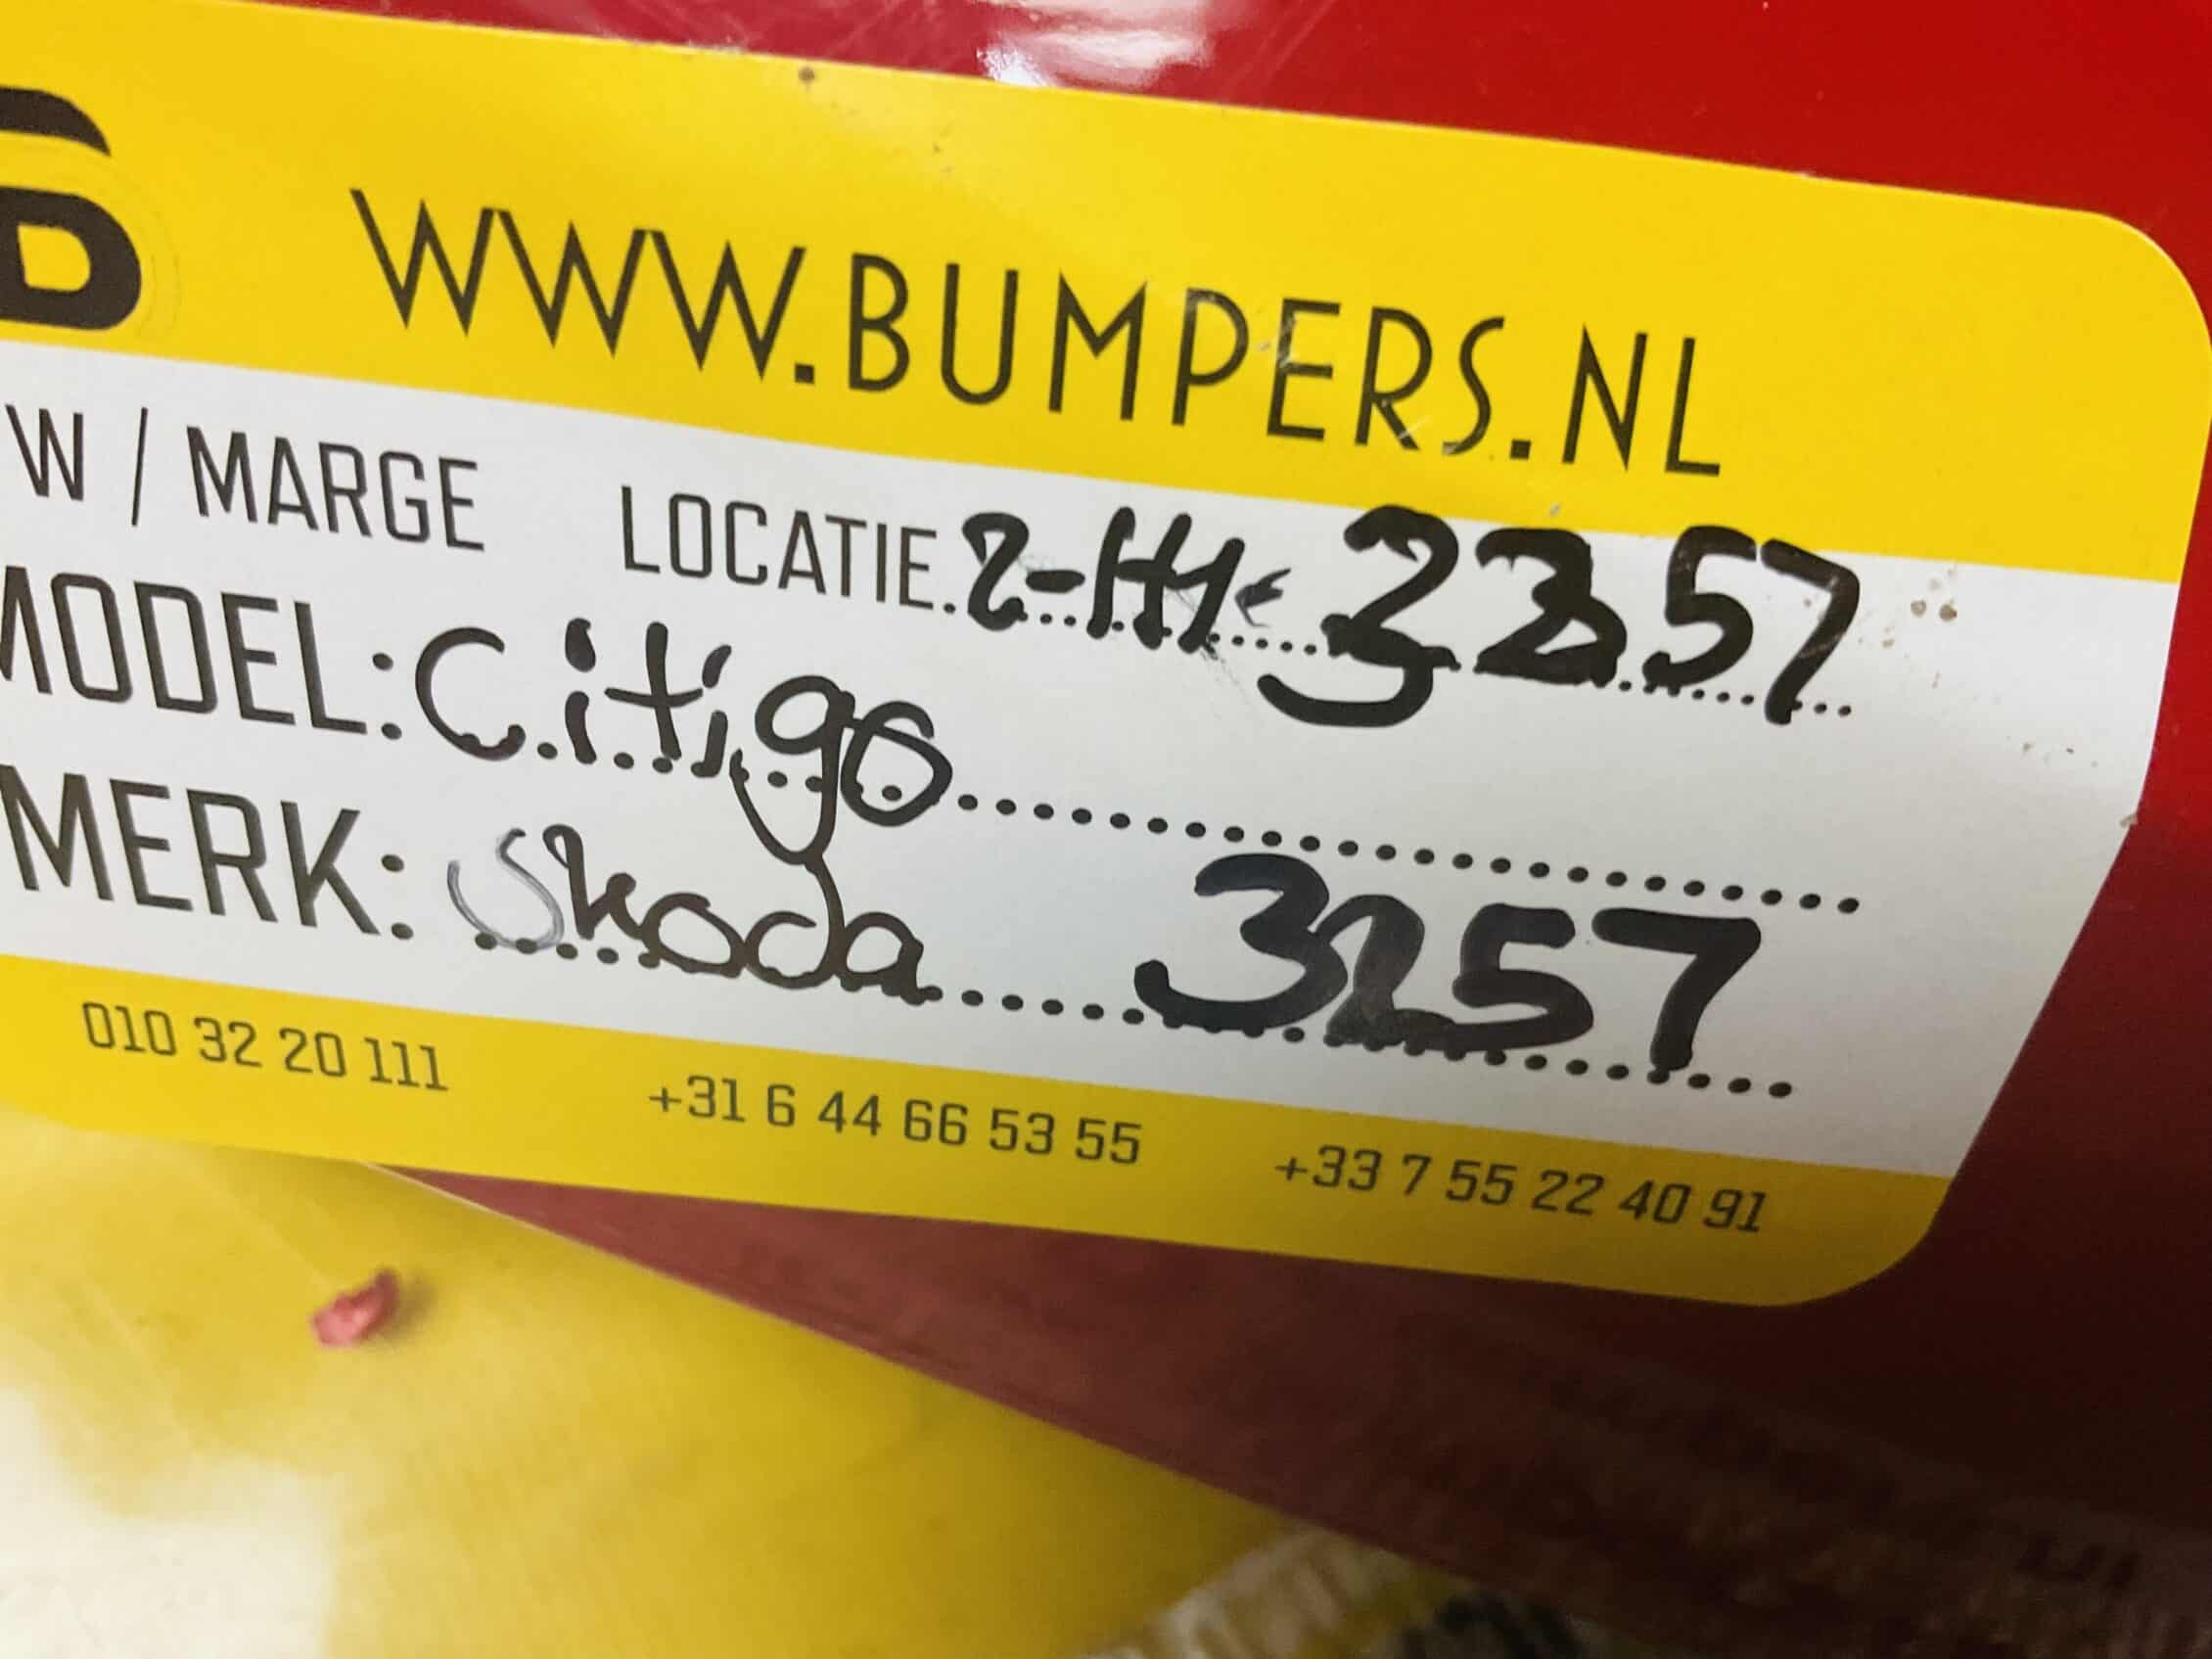 WWW.BUMPERS.NL
W / MARGE LOCATIE.
MODEL: Citigo
MERK: Skoda 3257
010 32 20 111 +31 6 44 66 53 55 +33 7 55 22 40 91